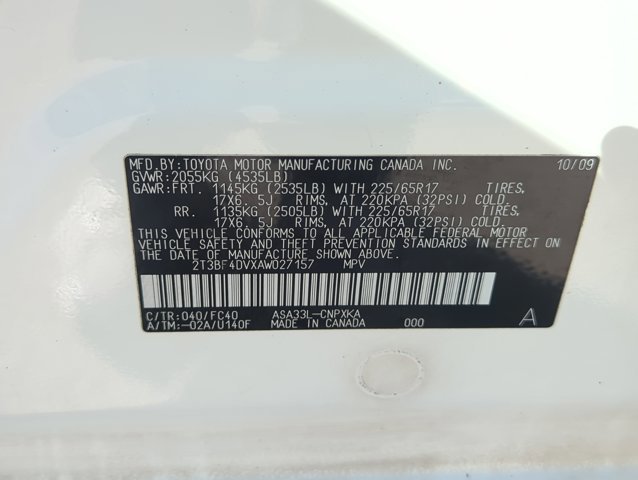 MFD.BY:TOYOTA MOTOR MANUFACTURING CANADA INC. 10/09
GVWR:2055KG (4535LB)
GAWR:FRT. 1145KG (2535LB) WITH 225/65R17 TIRES,
17X6. 5J RIMS, AT 220KPA (32PSI) COLD
RR. 1135KG (2505LB) WITH 225/65R17 TIRES,
17X6. 5J RIMS, AT 220KPA (32PSI) COLD
THIS VEHICLE CONFORMS TO ALL APPLICABLE FEDERAL MOTOR
VEHICLE SAFETY AND THEFT PREVENTION STANDARDS IN EFFECT ON
THE DATE OF MANUFACTURE SHOWN ABOVE.
2T3BF4DVXAW027157 MPV
C/TR:040/FC40 ASA33L-CNPXKA
A/TM:-02A/U140F MADE IN CANADA 000 A